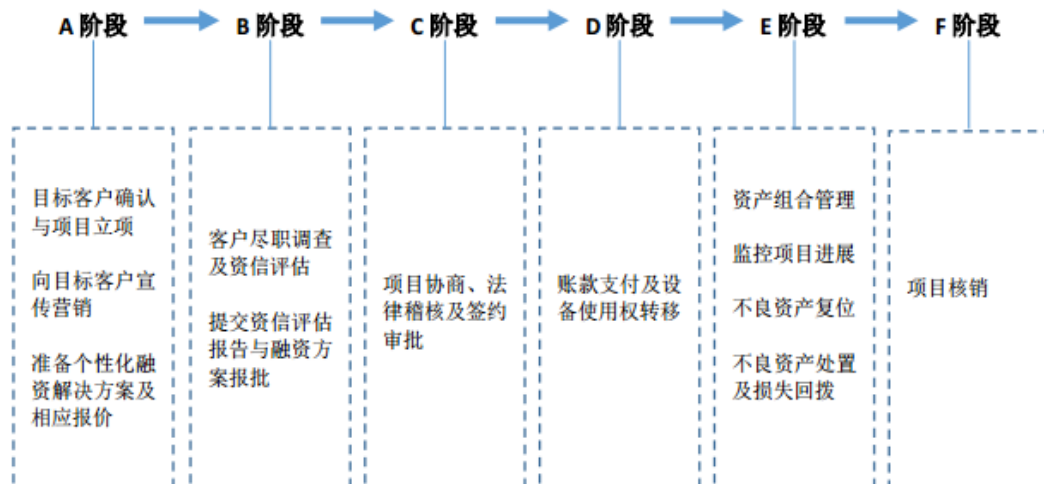 A 阶段
B 阶段
C 阶段
D 阶段
E 阶段
F 阶段
目标客户确认
与项目立项
向目标客户宣
传营销
准备个性化融
资解决方案及
相应报价
客户尽职调查
及资信评估
提交资信评估
报告与融资方
案报批
项目协商、法
律稽核及签约
审批
账款支付及设
备使用权转移
资产组合管理
监控项目进展
不良资产复位
不良资产处置
及损失回拨
项目核销